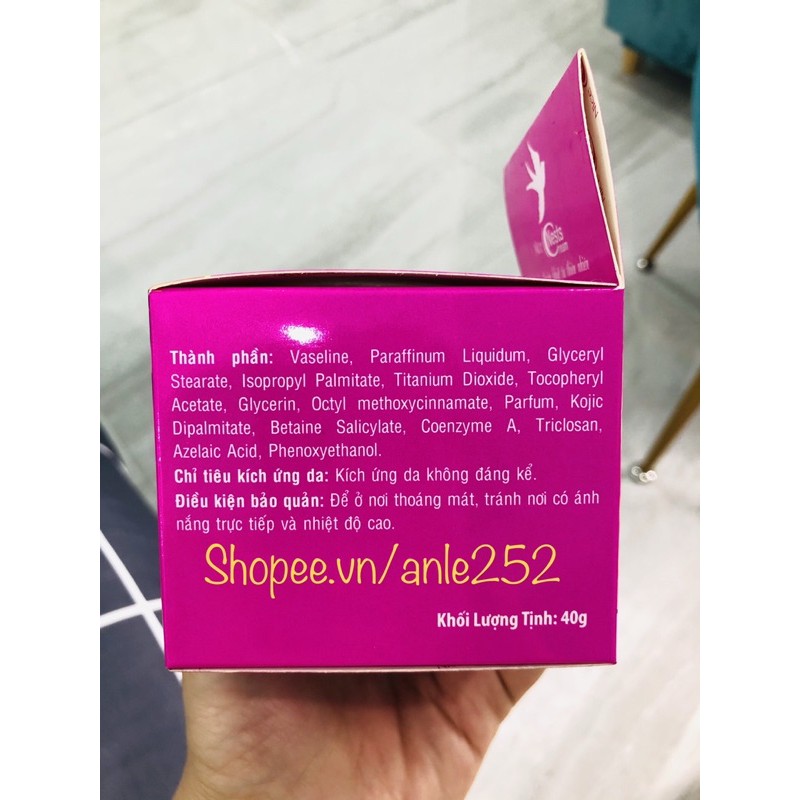 Nests
Cream
Thành phần: Vaseline, Paraffinum Liquidum, Glyceryl
Stearate, Isopropyl Palmitate, Titanium Dioxide, Tocopheryl
Acetate, Glycerin, Octyl methoxycinnamate, Parfum, Kojic
Dipalmitate, Betaine Salicylate, Coenzyme A, Triclosan,
Azelaic Acid, Phenoxyethanol.
Chỉ tiêu kích ứng da: Kích ứng da không đáng kể.
Điều kiện bảo quản: Để ở nơi thoáng mát, tránh nơi có ánh
nắng trực tiếp và nhiệt độ cao.
Shopee.vn/anle252
Khối Lượng Tịnh: 40g